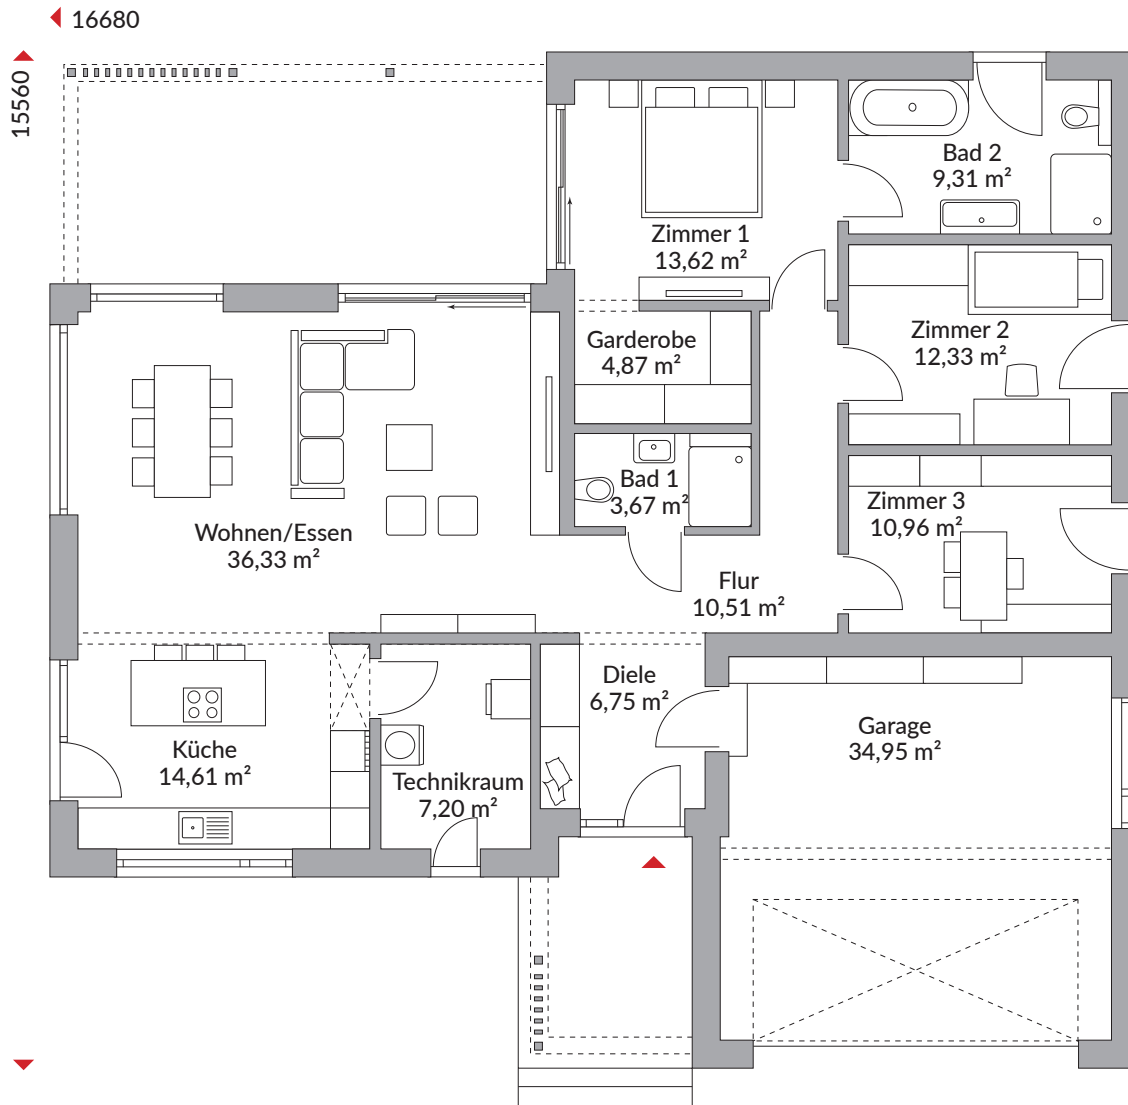 16680
15560
Bad 2
9,31 m²
Zimmer 1
13,62 m²
Zimmer 2
12,33 m²
Garderobe
4,87 m²
Bad 1
3,67 m²
Zimmer 3
10,96 m²
Wohnen/Essen
36,33 m²
Flur
10,51 m²
Diele
6,75 m²
Garage
34,95 m²
Küche
14,61 m²
Technikraum
7,20 m²